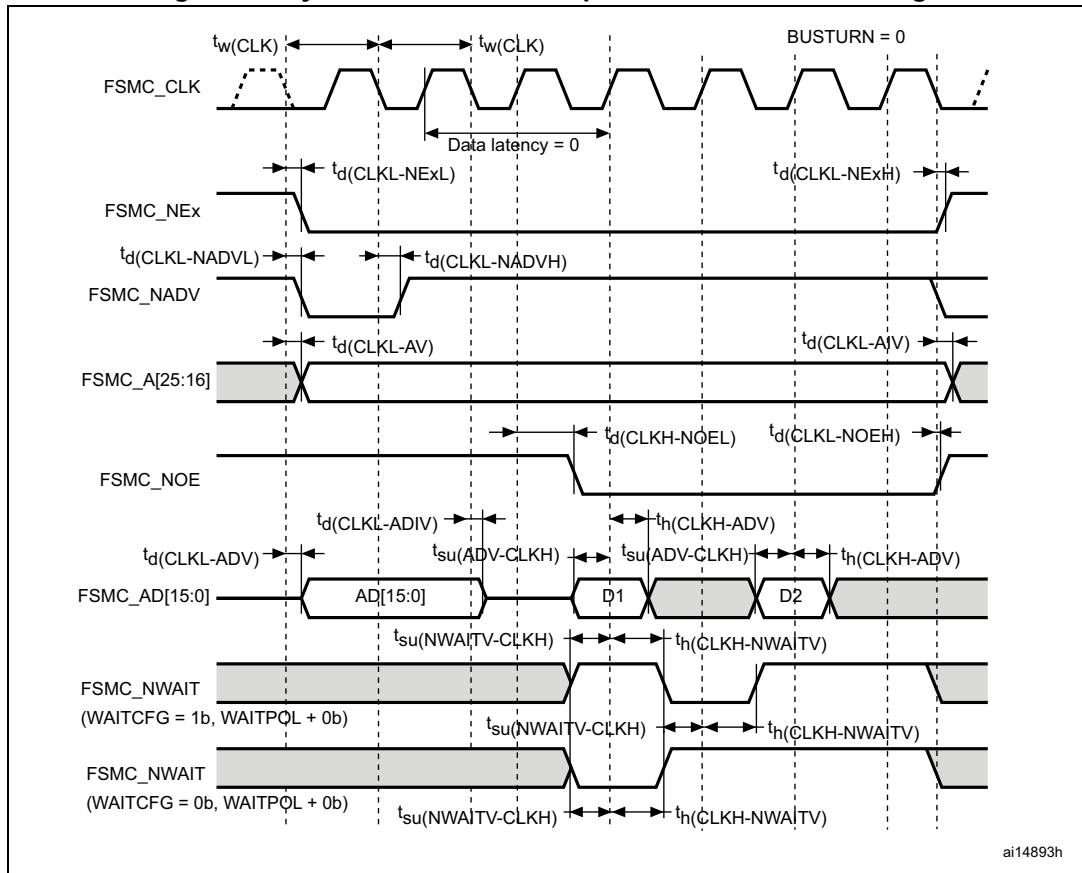 tw(CLK) tw(CLK) BUSTURN = 0
FSMC_CLK
Data latency = 0
td(CLKL-NExL) td(CLKL-NExH)
FSMC_NEx
td(CLKL-NADVL) td(CLKL-NADVH)
FSMC_NADV
td(CLKL-AV) td(CLKL-AIV)
FSMC_A[25:16]
td(CLKH-NOEL) td(CLKL-NOEH)
FSMC_NOE
td(CLKL-ADIV) th(CLKH-ADV)
td(CLKL-ADV) tsu(ADV-CLKH) tsu(ADV-CLKH) th(CLKH-ADV)
FSMC_AD[15:0] AD[15:0] D1 D2
tsu(NWAITV-CLKH) th(CLKH-NWAITV)
FSMC_NWAIT
(WAITCFG = 1b, WAITPOL + 0b)
tsu(NWAITV-CLKH) th(CLKH-NWAITV)
FSMC_NWAIT
(WAITCFG = 0b, WAITPOL + 0b)
tsu(NWAITV-CLKH) th(CLKH-NWAITV)
ai14893h